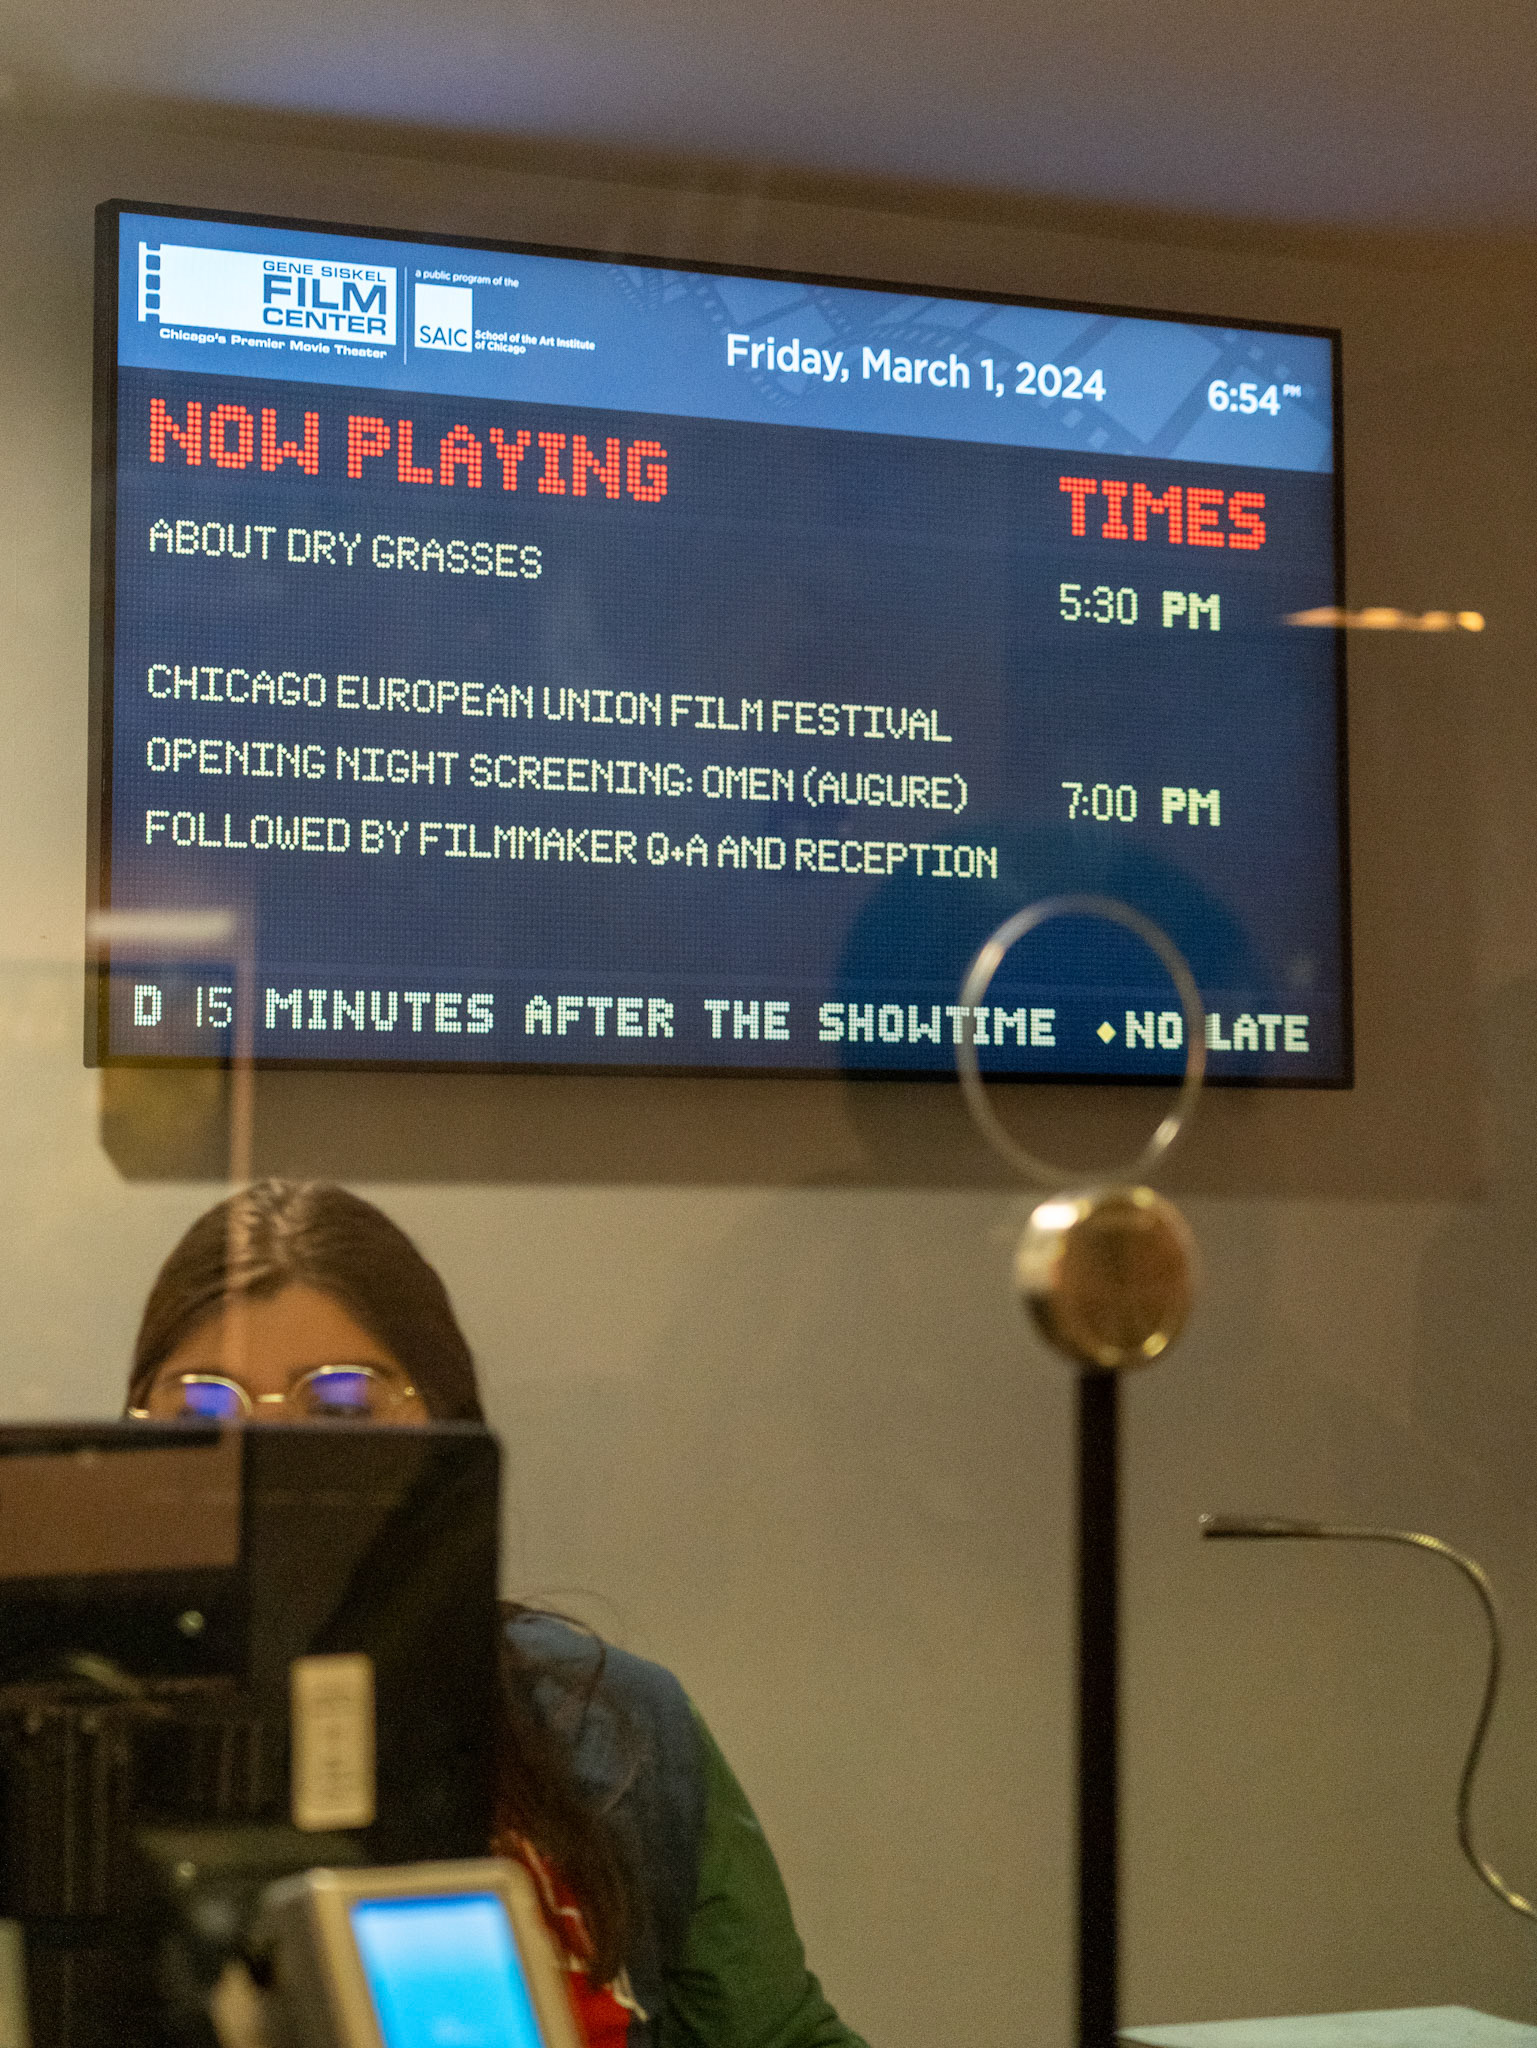 GENE SISKEL
FILM
CENTER
Chicago's Premier Movie Theater
a public program of the
SAIC
School of the Art Institute
of Chicago
Friday, March 1, 2024
6:54 PM
NOW PLAYING
TIMES
ABOUT DRY GRASSES
5:30 PM
CHICAGO EUROPEAN UNION FILM FESTIVAL
OPENING NIGHT SCREENING: OMEN (AUGURE)
7:00 PM
FOLLOWED BY FILMMAKER Q+A AND RECEPTION
D 15 MINUTES AFTER THE SHOWTIME ♦NO LATE